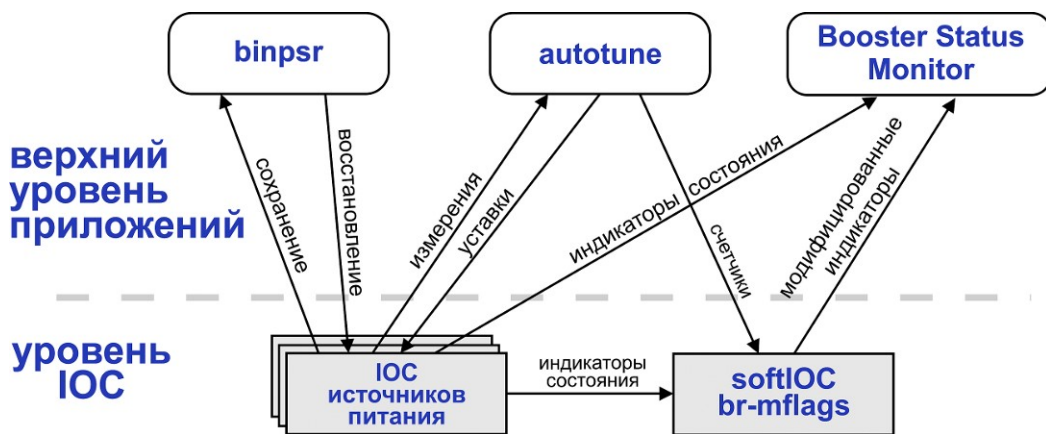 binpsr
autotune
Booster Status
Monitor
верхний
уровень
приложений
сохранение
восстановление
измерения
уставки
индикаторы состояния
счетчики
модифицированные
индикаторы
уровень
IOC
IOC
источников
питания
индикаторы
состояния
softIOC
br-mflags